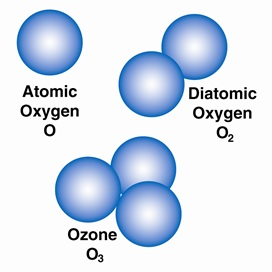 Atomic
Oxygen
O
Diatomic
Oxygen
O₂
Ozone
O₃